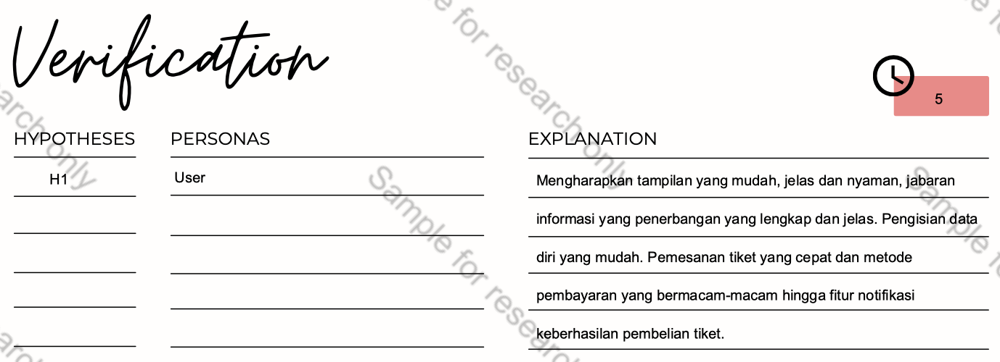 Verification
5
HYPOTHESES
PERSONAS
EXPLANATION
H1
User
Mengharapkan tampilan yang mudah, jelas dan nyaman, jabaran
informasi yang penerbangan yang lengkap dan jelas. Pengisian data
diri yang mudah. Pemesanan tiket yang cepat dan metode
pembayaran yang bermacam-macam hingga fitur notifikasi
keberhasilan pembelian tiket.
Sample for research only